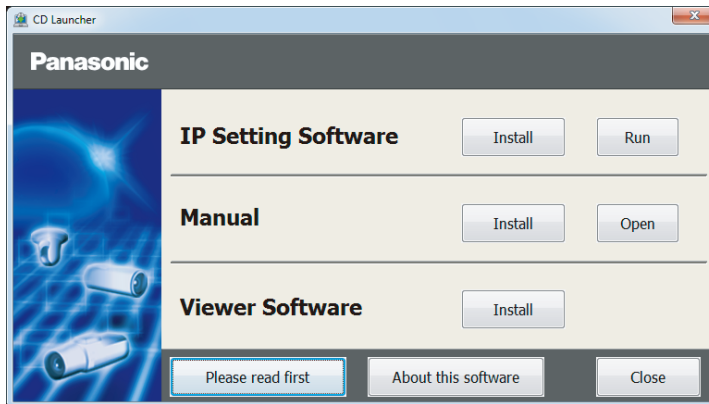 CD Launcher
Panasonic
IP Setting Software Install Run
Manual Install Open
Viewer Software Install
Please read first About this software Close